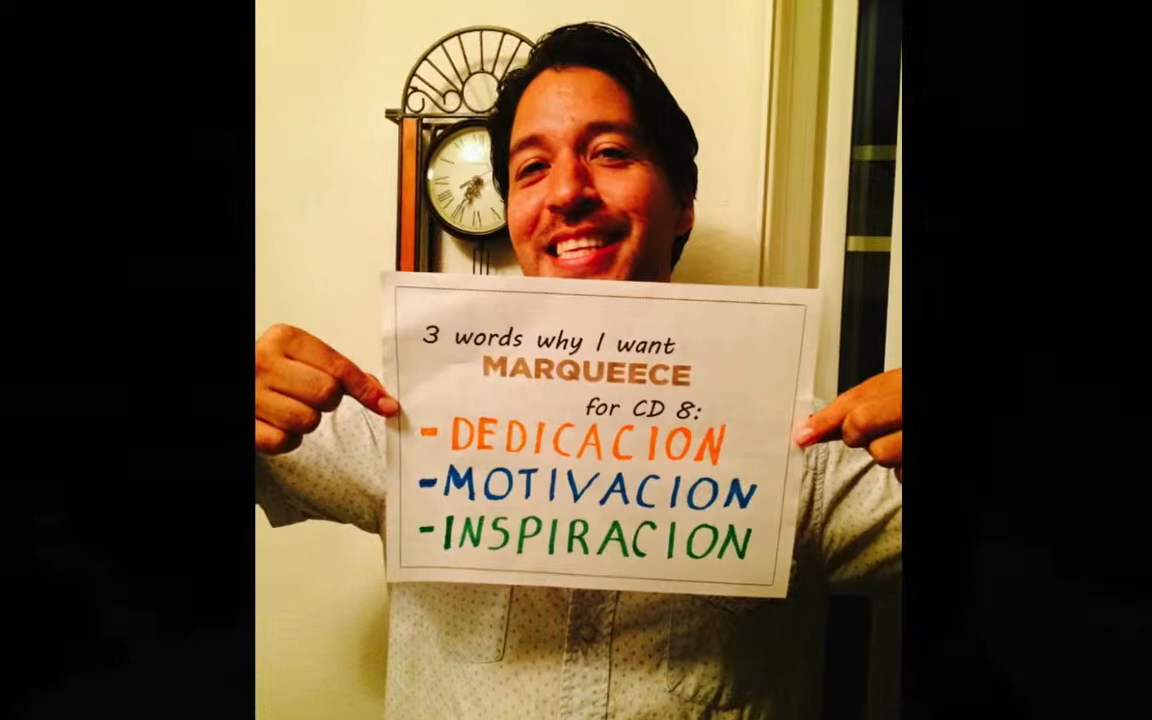 3 words why I want
MARQUEECE
for CD 8:
-DEDICACION
-MOTIVACION
-INSPIRACION